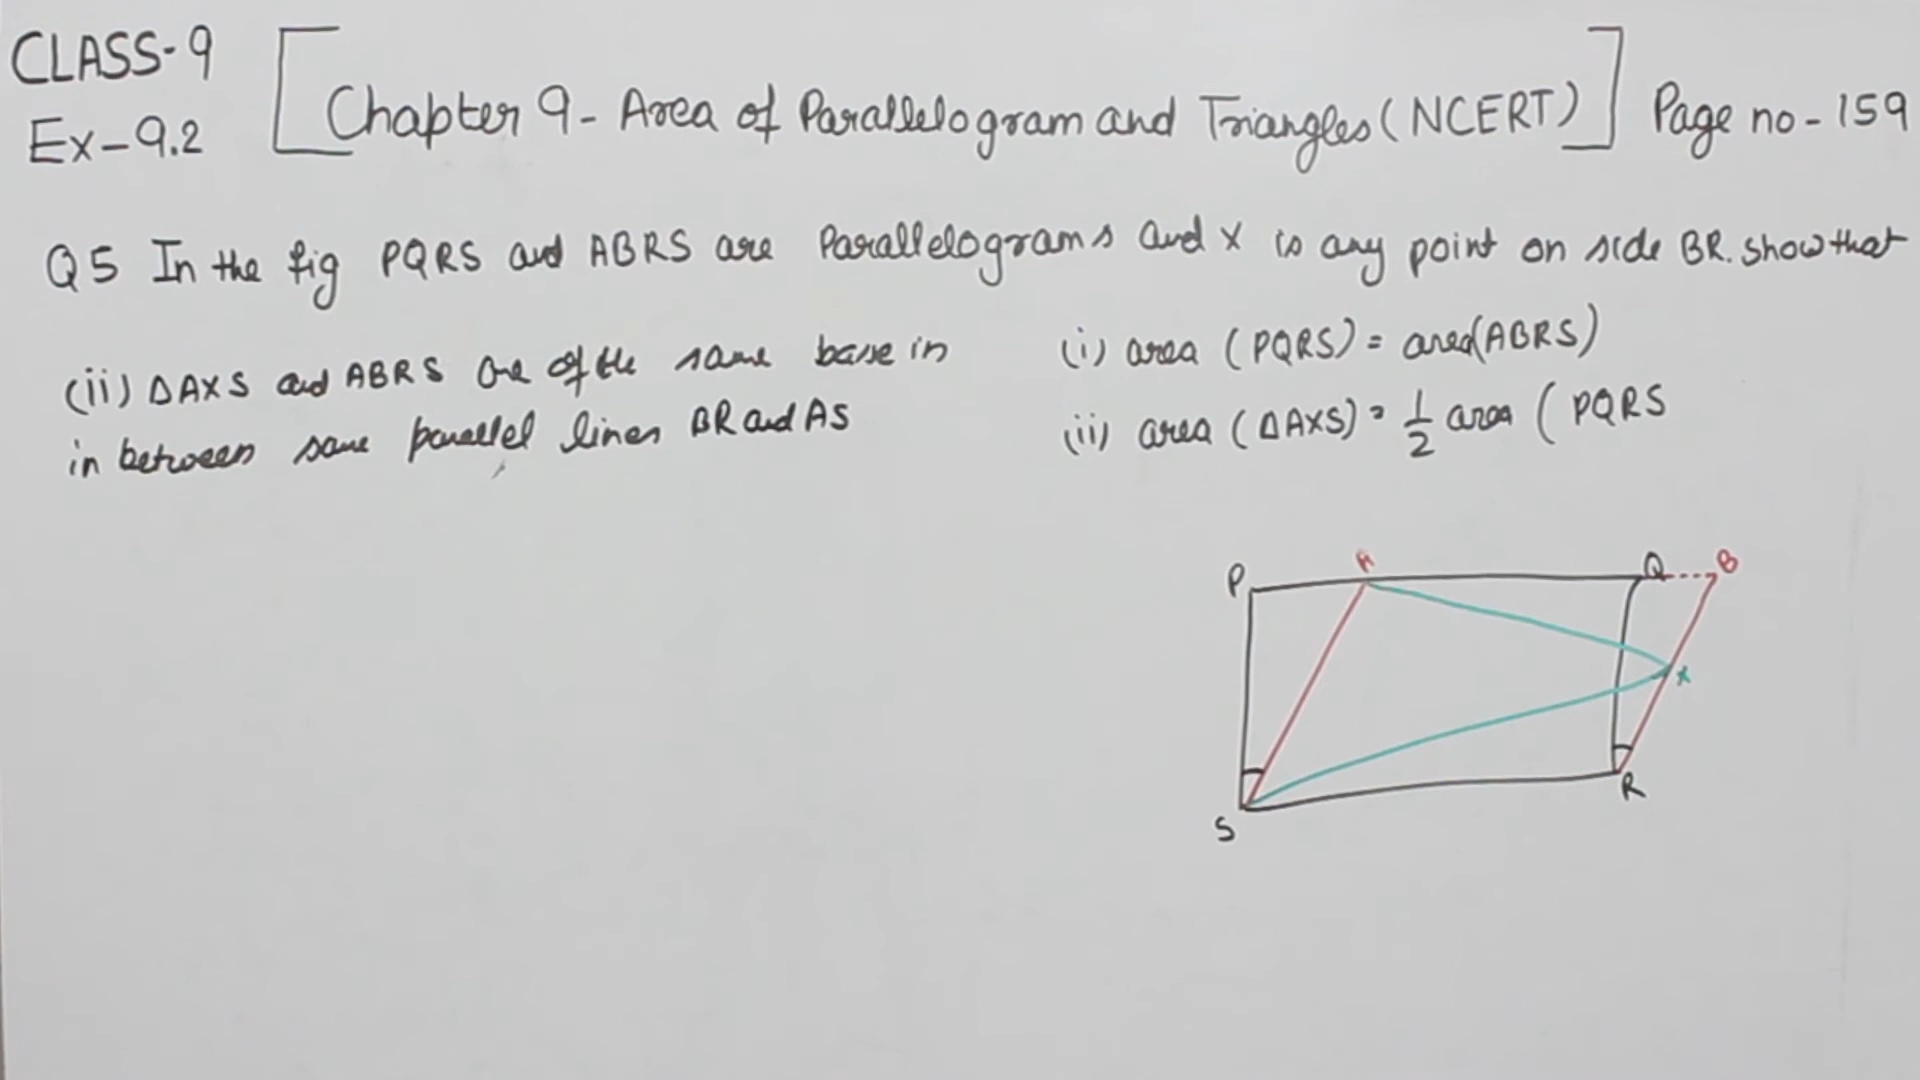 CLASS-9
Ex-9.2
[Chapter 9- Area of Parallelogram and Triangles (NCERT)] Page no-159
Q5 In the fig PQRS and ABRS are Parallelograms and X is any point on side BR. show that
(i) area (PQRS) = area(ABRS)
(ii) area (ΔAXS) = 1/2 area ( PQRS
(ii) ΔAXS and ABRS are of the same base in
in between same parallel lines BR and AS
P A Q B
X
S R